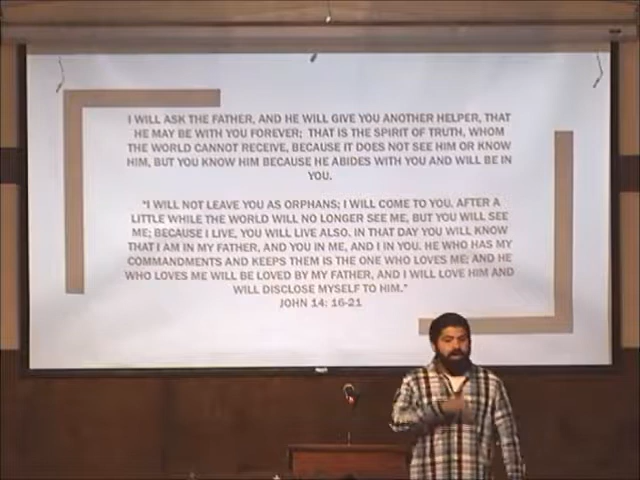 I WILL ASK THE FATHER, AND HE WILL GIVE YOU ANOTHER HELPER, THAT
HE MAY BE WITH YOU FOREVER; THAT IS THE SPIRIT OF TRUTH, WHOM
THE WORLD CANNOT RECEIVE, BECAUSE IT DOES NOT SEE HIM OR KNOW
HIM, BUT YOU KNOW HIM BECAUSE HE ABIDES WITH YOU AND WILL BE IN
YOU.
"I WILL NOT LEAVE YOU AS ORPHANS; I WILL COME TO YOU. AFTER A
LITTLE WHILE THE WORLD WILL NO LONGER SEE ME, BUT YOU WILL SEE
ME; BECAUSE I LIVE, YOU WILL LIVE ALSO. IN THAT DAY YOU WILL KNOW
THAT I AM IN MY FATHER, AND YOU IN ME, AND I IN YOU. HE WHO HAS MY
COMMANDMENTS AND KEEPS THEM IS THE ONE WHO LOVES ME; AND HE
WHO LOVES ME WILL BE LOVED BY MY FATHER, AND I WILL LOVE HIM AND
WILL DISCLOSE MYSELF TO HIM."
JOHN 14: 16-21